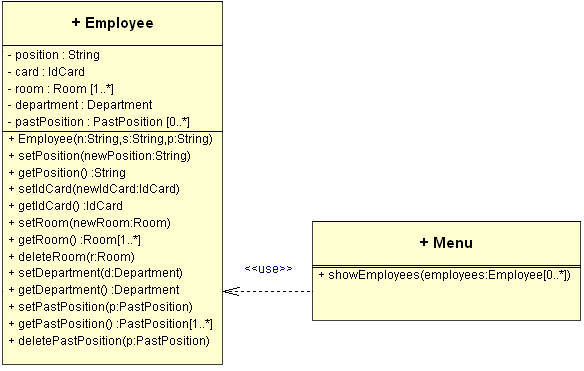 + Employee
- position : String
- card : IdCard
- room : Room [1..*]
- department : Department
- pastPosition : PastPosition [0..*]
+ Employee(n:String,s:String,p:String)
+ setPosition(newPosition:String)
+ getPosition() :String
+ setIdCard(newIdCard:IdCard)
+ getIdCard() :IdCard
+ setRoom(newRoom:Room)
+ getRoom() :Room[1..*]
+ deleteRoom(r:Room)
+ setDepartment(d:Department)
+ getDepartment() :Department
+ setPastPosition(p:PastPosition)
+ getPastPosition() :PastPosition[1..*]
+ deletePastPosition(p:PastPosition)
<<use>>
+ Menu
+ showEmployees(employees:Employee[0..*])